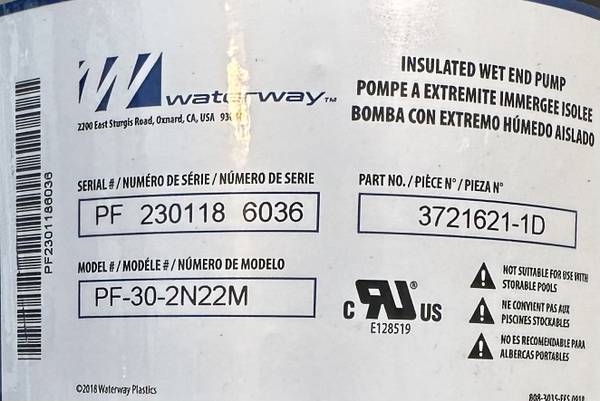 waterway™
2200 East Sturgis Road, Oxnard, CA, USA
INSULATED WET END PUMP
POMPE A EXTREMITE IMMERGEE ISOLEE
BOMBA CON EXTREMO HÚMEDO AISLADO
SERIAL # / NUMÉRO DE SÉRIE / NÚMERO DE SERIE
PF 230118 6036
PART NO. / PIÈCE N° / PIEZA N°
3721621-1D
MODEL # / MODÉLE # / NÚMERO DE MODELO
PF-30-2N22M
PF2301186036
C RU® US
E128519
NOT SUITABLE FOR USE WITH
STORABLE POOLS
NE CONVIENT PAS AUX
PISCINES STOCKABLES
NO ES RECOMENDABLE PARA
ALBERCAS PORTABLES
©2018 Waterway Plastics